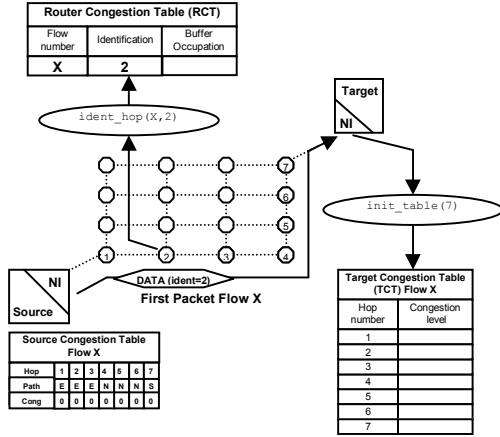 Router Congestion Table (RCT)
Flow number Identification Buffer Occupation
X 2
ident_hop(X,2)
Target
NI
7
6
5
1 2 3 4
init_table(7)
NI
Source
DATA (ident=2)
First Packet Flow X
Target Congestion Table (TCT) Flow X
Hop number Congestion level
1
2
3
4
5
6
7
Source Congestion Table
Flow X
Hop 1 2 3 4 5 6 7
Path E E E N N N S
Cong 0 0 0 0 0 0 0